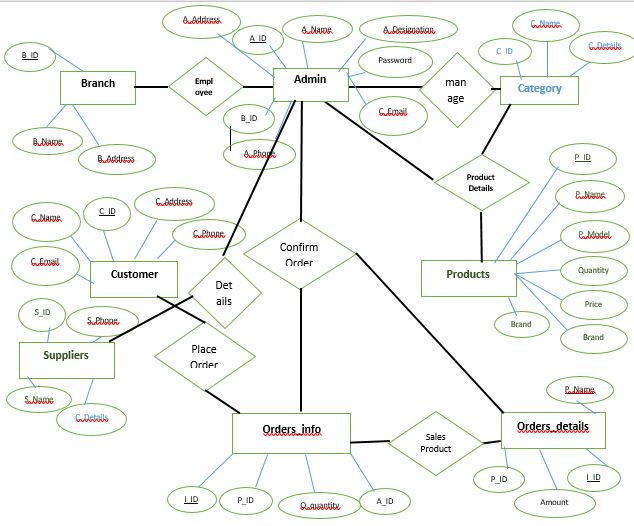 A_Address
A_ID
A_Name
A_Designation
C_Name
C_ID
C_Details
B_ID
Branch
Empl
oyee
Admin
Password
man
age
Category
C_Email
B_ID
A_Phone
B_Name
B_Address
Product
Details
P_ID
P_Name
P_Model
Quantity
Price
Brand
Brand
Products
C_Name
C_ID
C_Address
C_Phone
C_Email
Customer
Confirm
Order
Det
ails
S_ID
S_Phone
Suppliers
S_Name
C_Details
Place
Order
Orders_info
Sales
Product
P_Name
Orders_details
I_ID
P_ID
Q_quantity
A_ID
P_ID
Amount
I_ID